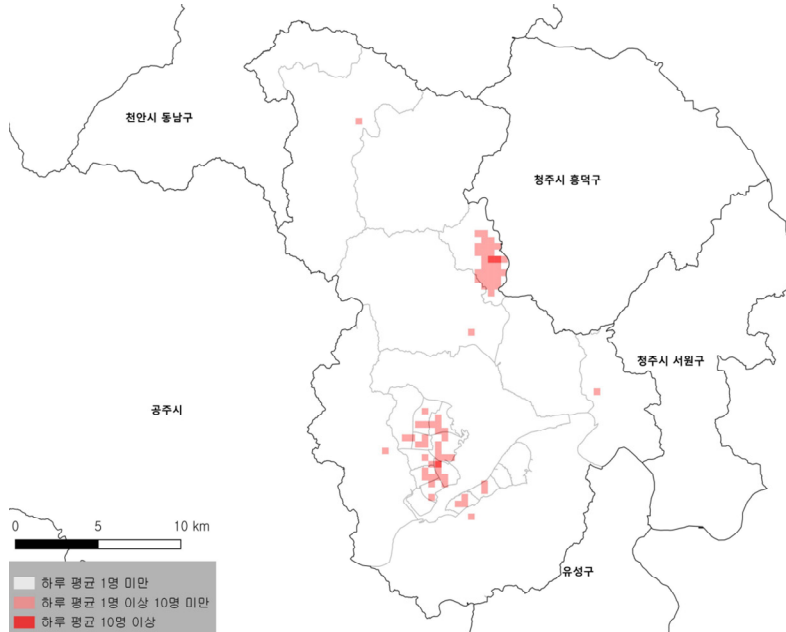 천안시 동남구
청주시 흥덕구
청주시 서원구
공주시
0 5 10 km
유성구
하루 평균 1명 미만
하루 평균 1명 이상 10명 미만
하루 평균 10명 이상